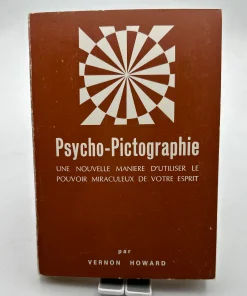 Psycho-Pictographie
UNE NOUVELLE MANIERE D'UTILISER LE
POUVOIR MIRACULEUX DE VOTRE ESPRIT
par
VERNON HOWARD